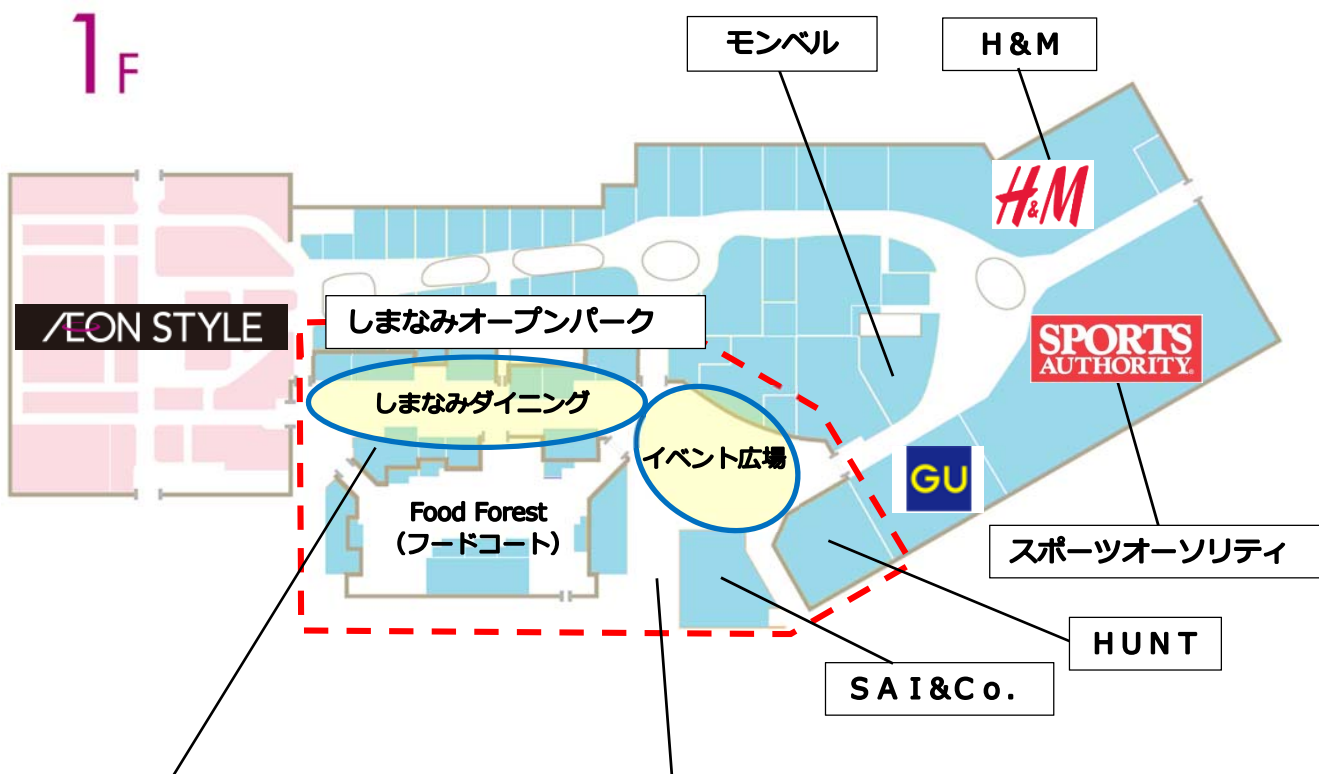 1F
モンベル
H&M
H&M
ÆON STYLE
しまなみオープンパーク
SPORTS
AUTHORITY.
しまなみダイニング
イベント広場
GU
Food Forest
(フードコート)
スポーツオーソリティ
HUNT
SAI&Co.